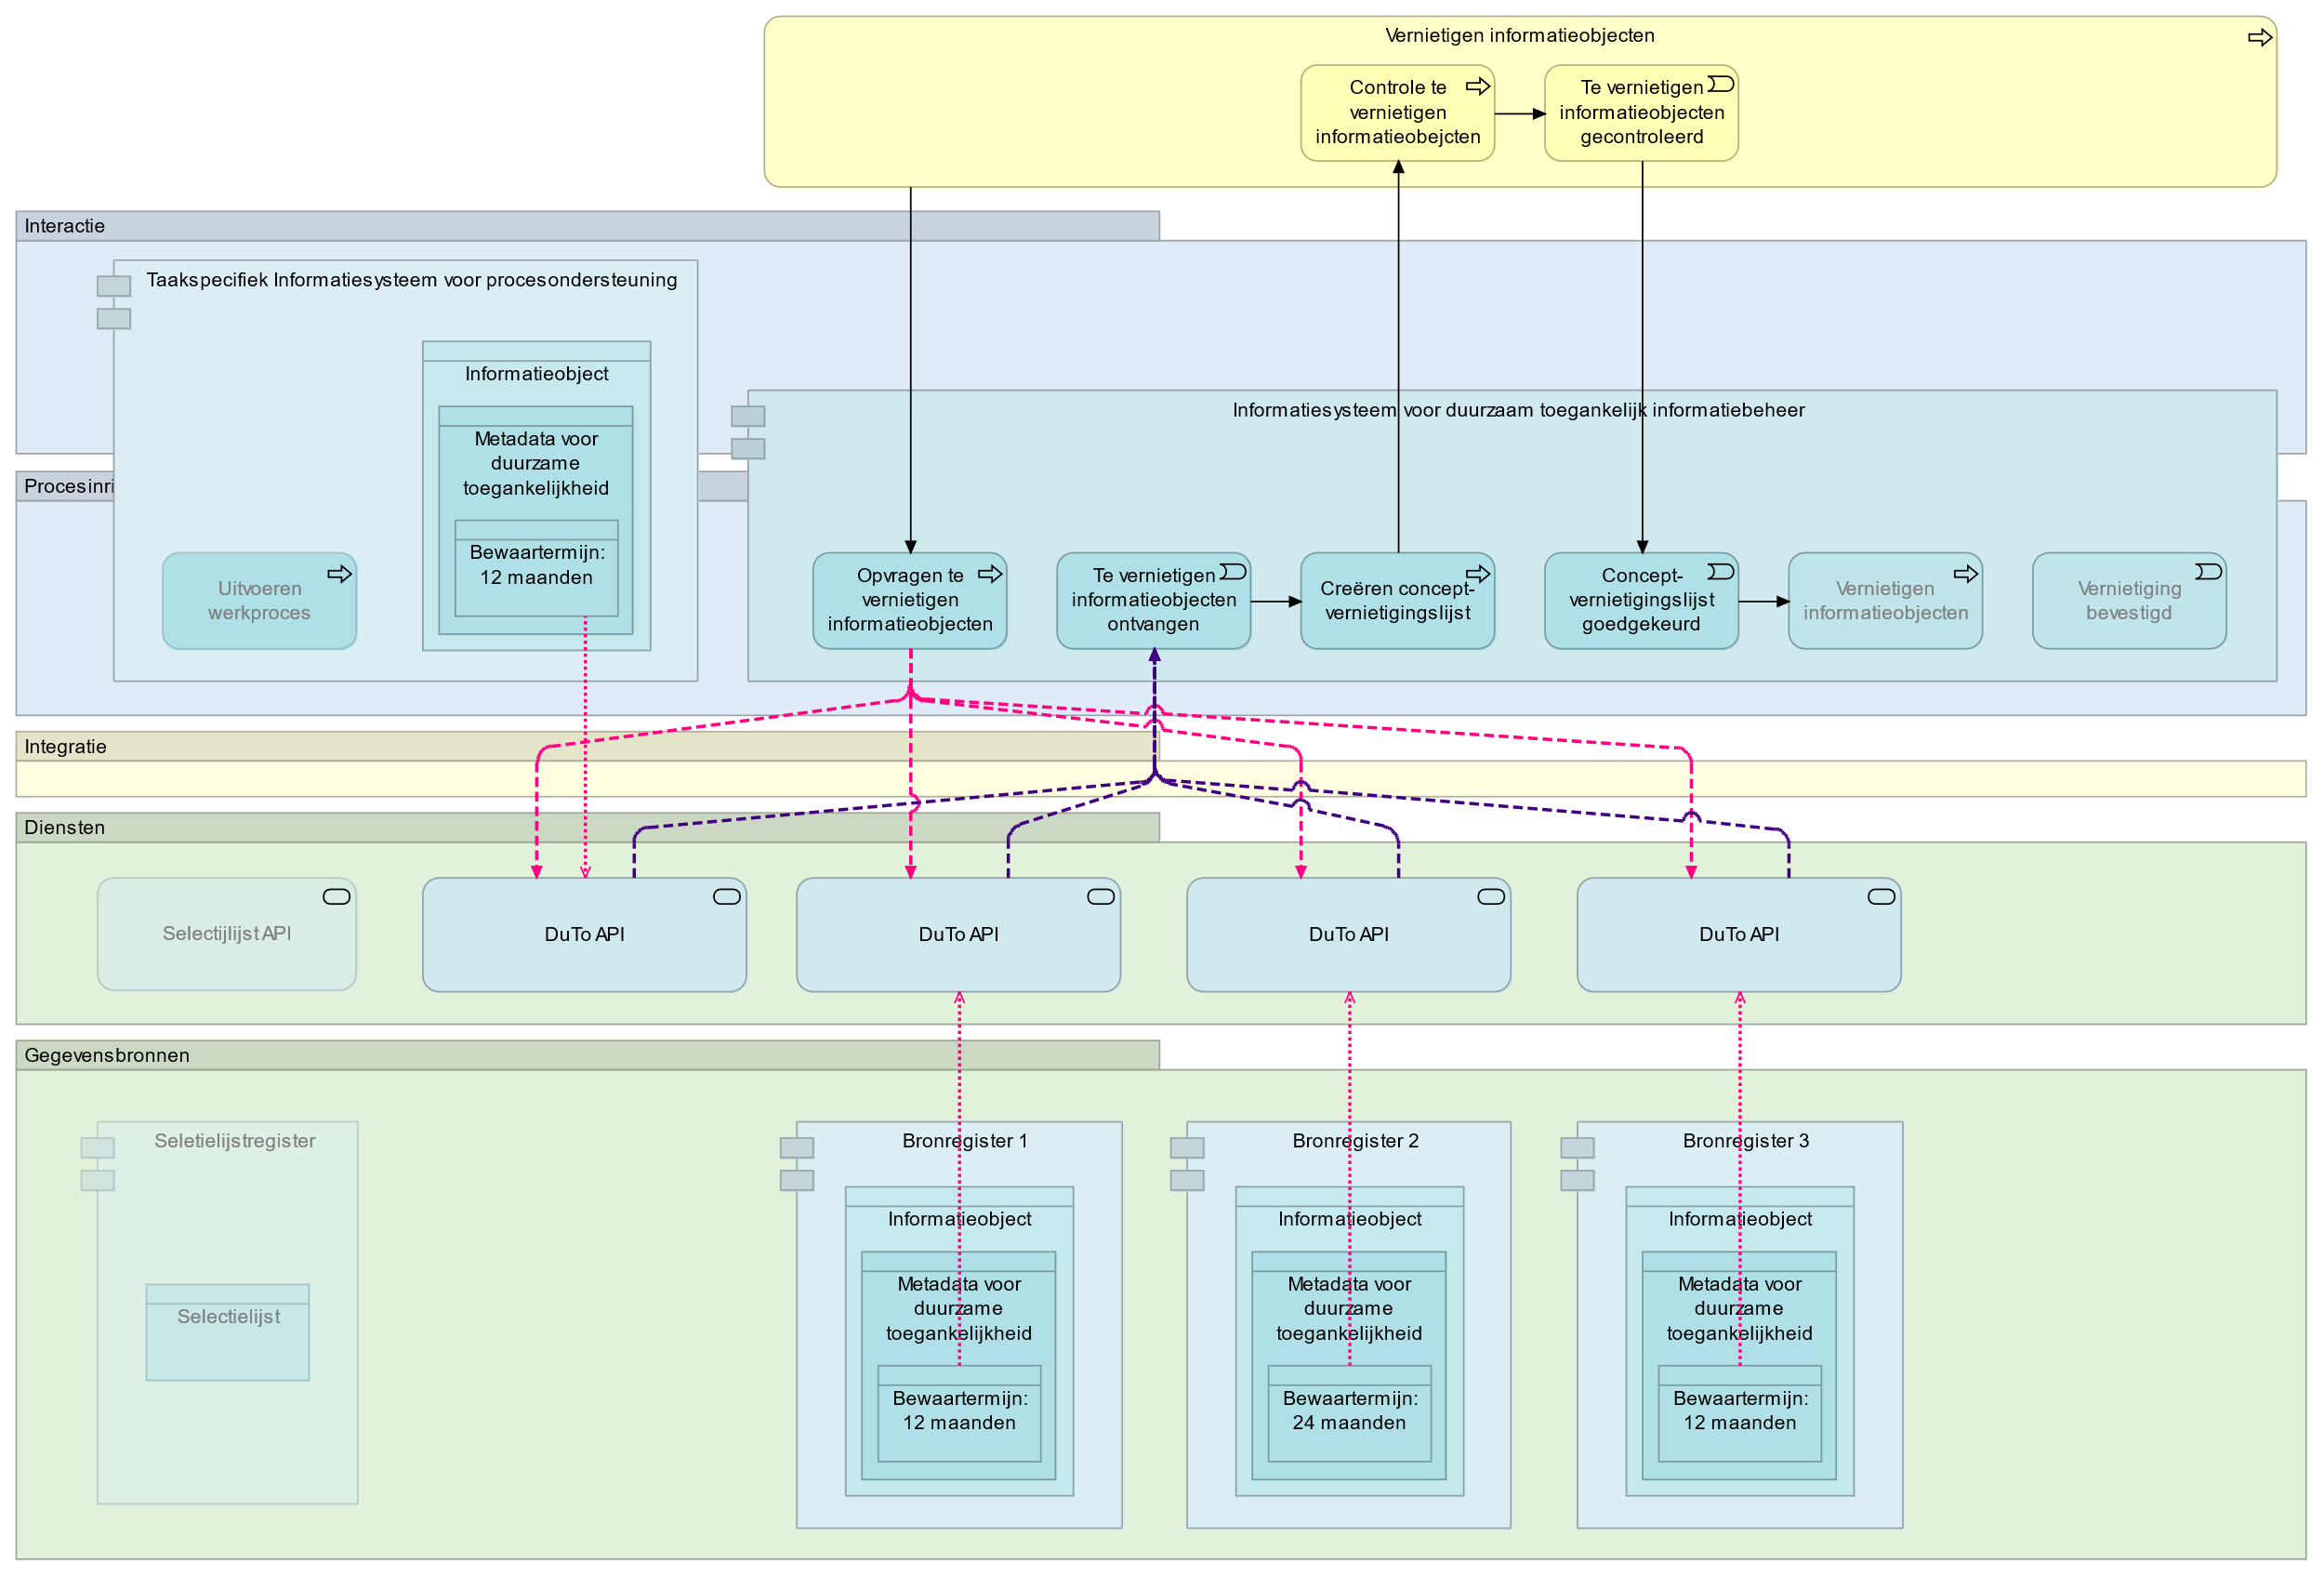 Vernietigen informatieobjecten
Controle te
vernietigen
informatieobejcten
Te vernietigen
informatieobjecten
gecontroleerd
Interactie
Taakspecifiek Informatiesysteem voor procesondersteuning
Informatieobject
Metadata voor
duurzame
toegankelijkheid
Bewaartermijn:
12 maanden
Informatiesysteem voor duurzaam toegankelijk informatiebeheer
Procesinri
Uitvoeren
werkproces
Opvragen te
vernietigen
informatieobjecten
Te vernietigen
informatieobjecten
ontvangen
Creëren concept-
vernietigingslijst
Concept-
vernietigingslijst
goedgekeurd
Vernietigen
informatieobjecten
Vernietiging
bevestigd
Integratie
Diensten
Selectijlijst API
DuTo API
DuTo API
DuTo API
DuTo API
Gegevensbronnen
Seletielijstregister
Selectielijst
Bronregister 1
Informatieobject
Metadata voor
duurzame
toegankelijkheid
Bewaartermijn:
12 maanden
Bronregister 2
Informatieobject
Metadata voor
duurzame
toegankelijkheid
Bewaartermijn:
24 maanden
Bronregister 3
Informatieobject
Metadata voor
duurzame
toegankelijkheid
Bewaartermijn:
12 maanden